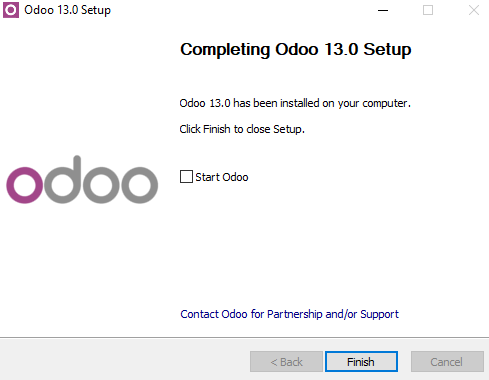 Odoo 13.0 Setup
Completing Odoo 13.0 Setup
Odoo 13.0 has been installed on your computer.
Click Finish to close Setup.
odoo
Start Odoo
Contact Odoo for Partnership and/or Support
< Back
Finish
Cancel